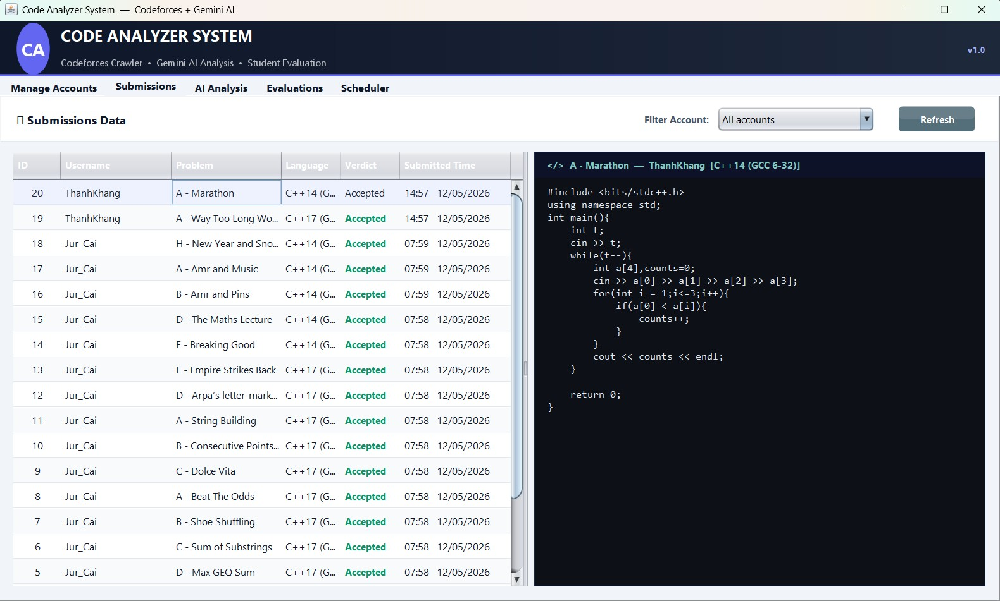 Code Analyzer System — Codeforces + Gemini AI
CA
CODE ANALYZER SYSTEM
Codeforces Crawler • Gemini AI Analysis • Student Evaluation
v1.0
Manage Accounts Submissions AI Analysis Evaluations Scheduler
Submissions Data
Filter Account: All accounts Refresh
ID Username Problem Language Verdict Submitted Time
20 ThanhKhang A - Marathon C++14 (G... Accepted 14:57 12/05/2026
19 ThanhKhang A - Way Too Long Wo... C++17 (G... Accepted 14:57 12/05/2026
18 Jur_Cai H - New Year and Sno... C++14 (G... Accepted 07:59 12/05/2026
17 Jur_Cai A - Amr and Music C++14 (G... Accepted 07:59 12/05/2026
16 Jur_Cai B - Amr and Pins C++14 (G... Accepted 07:59 12/05/2026
15 Jur_Cai D - The Maths Lecture C++14 (G... Accepted 07:58 12/05/2026
14 Jur_Cai E - Breaking Good C++14 (G... Accepted 07:58 12/05/2026
13 Jur_Cai E - Empire Strikes Back C++17 (G... Accepted 07:58 12/05/2026
12 Jur_Cai D - Arpa’s letter-mark... C++17 (G... Accepted 07:58 12/05/2026
11 Jur_Cai A - String Building C++17 (G... Accepted 07:58 12/05/2026
10 Jur_Cai B - Consecutive Points... C++17 (G... Accepted 07:58 12/05/2026
9 Jur_Cai C - Dolce Vita C++17 (G... Accepted 07:58 12/05/2026
8 Jur_Cai A - Beat The Odds C++17 (G... Accepted 07:58 12/05/2026
7 Jur_Cai B - Shoe Shuffling C++17 (G... Accepted 07:58 12/05/2026
6 Jur_Cai C - Sum of Substrings C++17 (G... Accepted 07:58 12/05/2026
5 Jur_Cai D - Max GEQ Sum C++17 (G... Accepted 07:58 12/05/2026
</> A - Marathon — ThanhKhang [C++14 (GCC 6-32)]
#include <bits/stdc++.h>
using namespace std;
int main(){
    int t;
    cin >> t;
    while(t--){
        int a[4],counts=0;
        cin >> a[0] >> a[1] >> a[2] >> a[3];
        for(int i = 1;i<=3;i++){
            if(a[0] < a[i]){
                counts++;
            }
        }
        cout << counts << endl;
    }
    return 0;
}